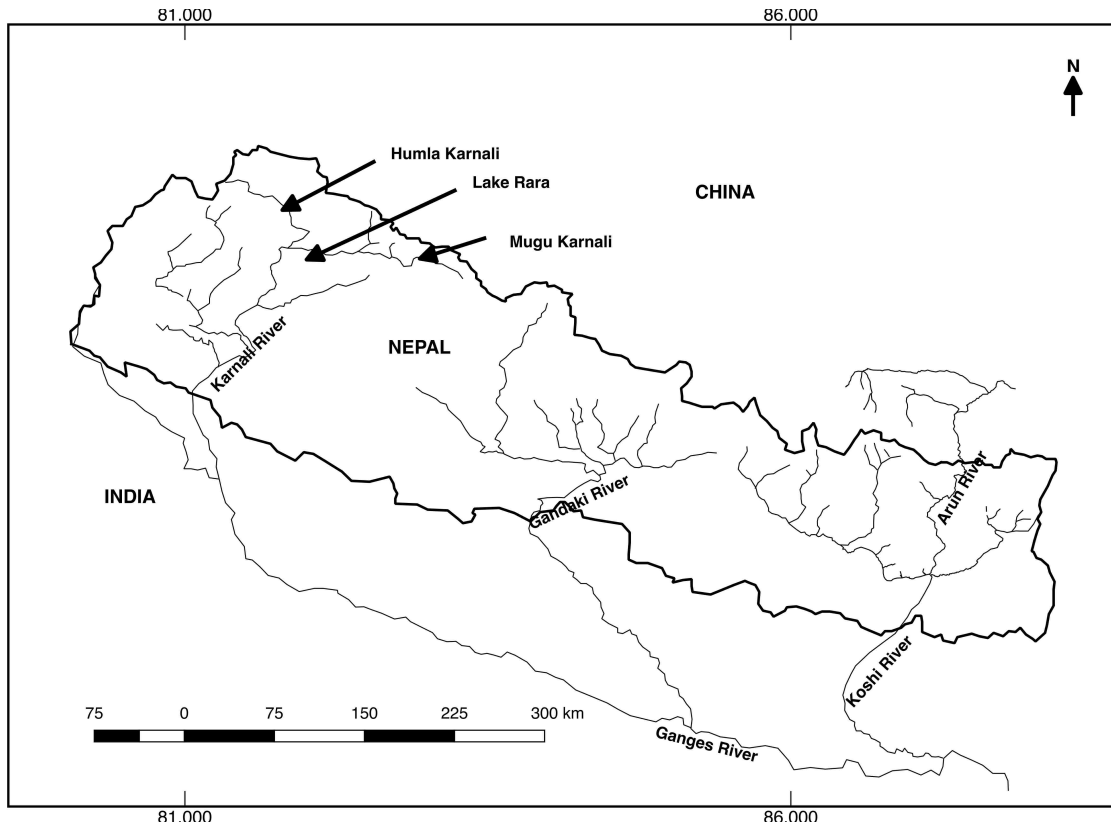 81.000 86.000
N
Humla Karnali
Lake Rara
CHINA
Mugu Karnali
NEPAL
Karnali River
INDIA
Gandaki River
Arun River
Koshi River
75 0 75 150 225 300 km
Ganges River
81.000 86.000